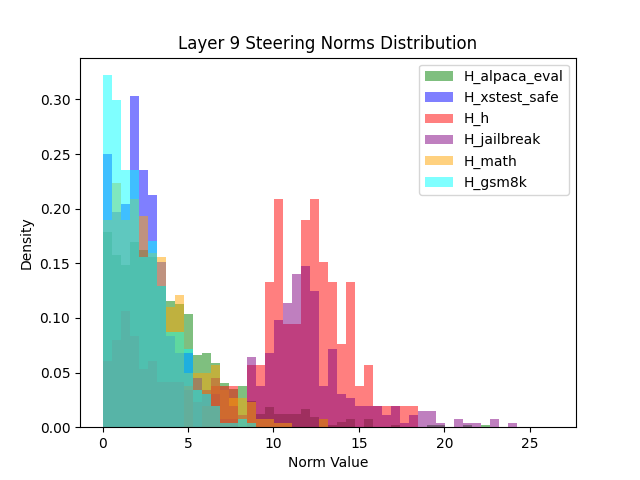 Layer 9 Steering Norms Distribution
H_alpaca_eval
H_xstest_safe
H_h
H_jailbreak
H_math
H_gsm8k
Density
0.30
0.25
0.20
0.15
0.10
0.05
0.00
0 5 10 15 20 25
Norm Value